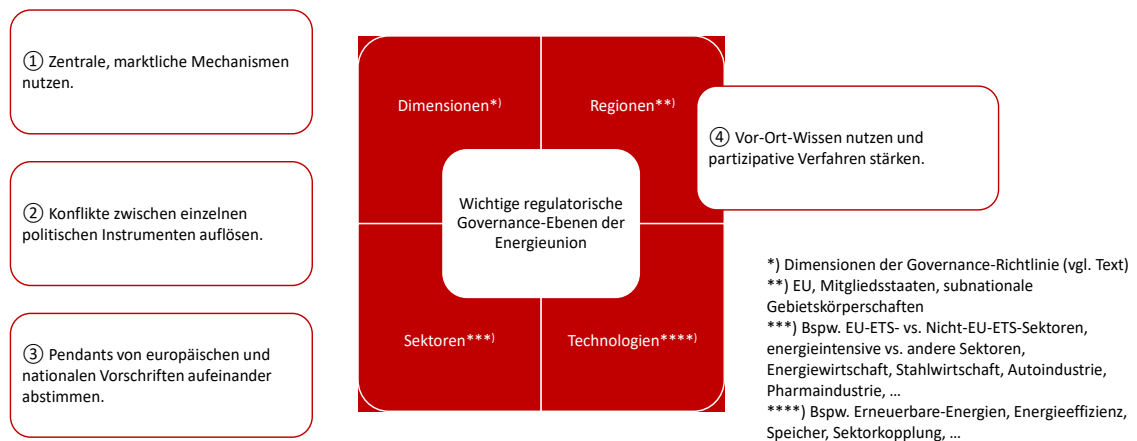 ① Zentrale, marktliche Mechanismen
nutzen.
② Konflikte zwischen einzelnen
politischen Instrumenten auflösen.
③ Pendants von europäischen und
nationalen Vorschriften aufeinander
abstimmen.
Dimensionen*)
Regionen**)
Wichtige regulatorische
Governance-Ebenen der
Energieunion
Sektoren***)
Technologien****)
④ Vor-Ort-Wissen nutzen und
partizipative Verfahren stärken.
*) Dimensionen der Governance-Richtlinie (vgl. Text)
**) EU, Mitgliedsstaaten, subnationale
Gebietskörperschaften
***) Bspw. EU-ETS- vs. Nicht-EU-ETS-Sektoren,
energieintensive vs. andere Sektoren,
Energiewirtschaft, Stahlwirtschaft, Autoindustrie,
Pharmaindustrie, …
****) Bspw. Erneuerbare-Energien, Energieeffizienz,
Speicher, Sektorkopplung, …